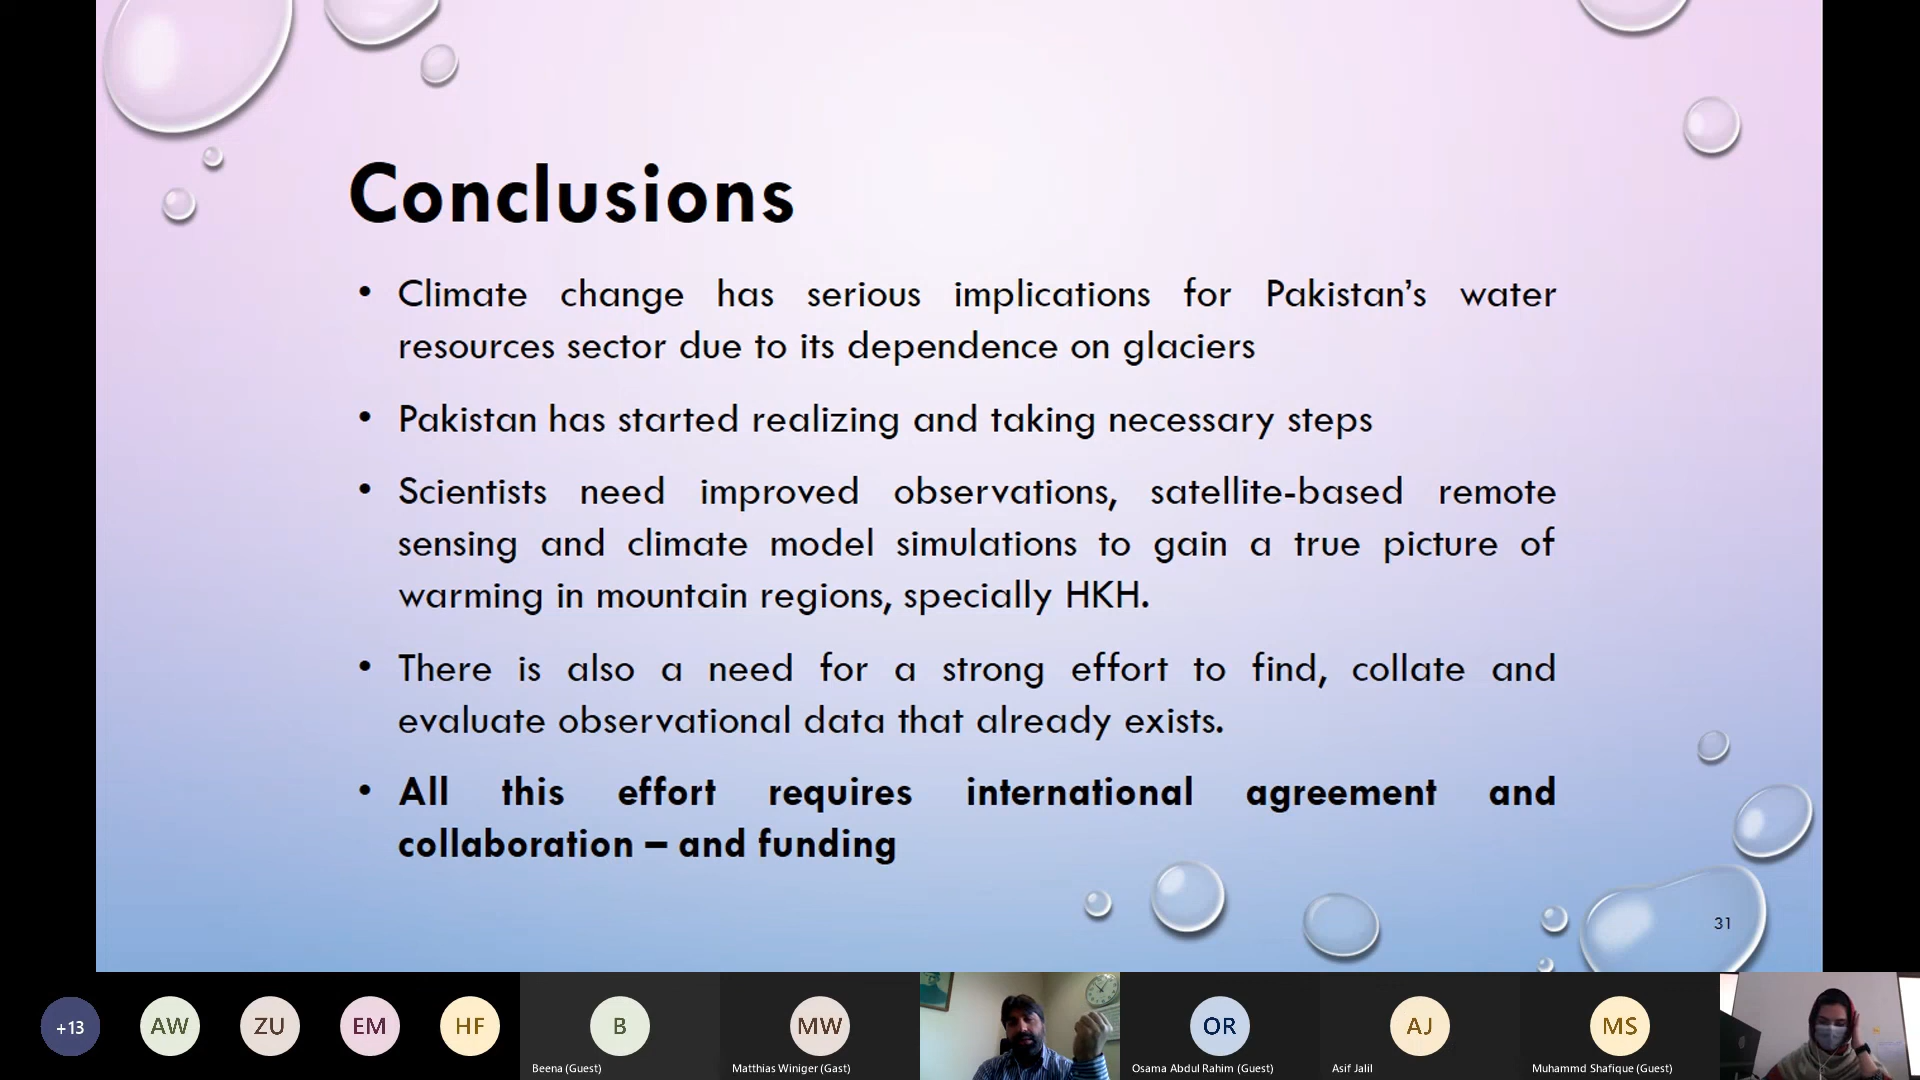 Conclusions
• Climate change has serious implications for Pakistan’s water
resources sector due to its dependence on glaciers
• Pakistan has started realizing and taking necessary steps
• Scientists need improved observations, satellite-based remote
sensing and climate model simulations to gain a true picture of
warming in mountain regions, specially HKH.
• There is also a need for a strong effort to find, collate and
evaluate observational data that already exists.
• All this effort requires international agreement and
collaboration – and funding
31
+13
AW
ZU
EM
HF
B
Beena (Guest)
MW
Matthias Winiger (Gast)
OR
Osama Abdul Rahim (Guest)
AJ
Asif Jalil
MS
Muhammd Shafique (Guest)